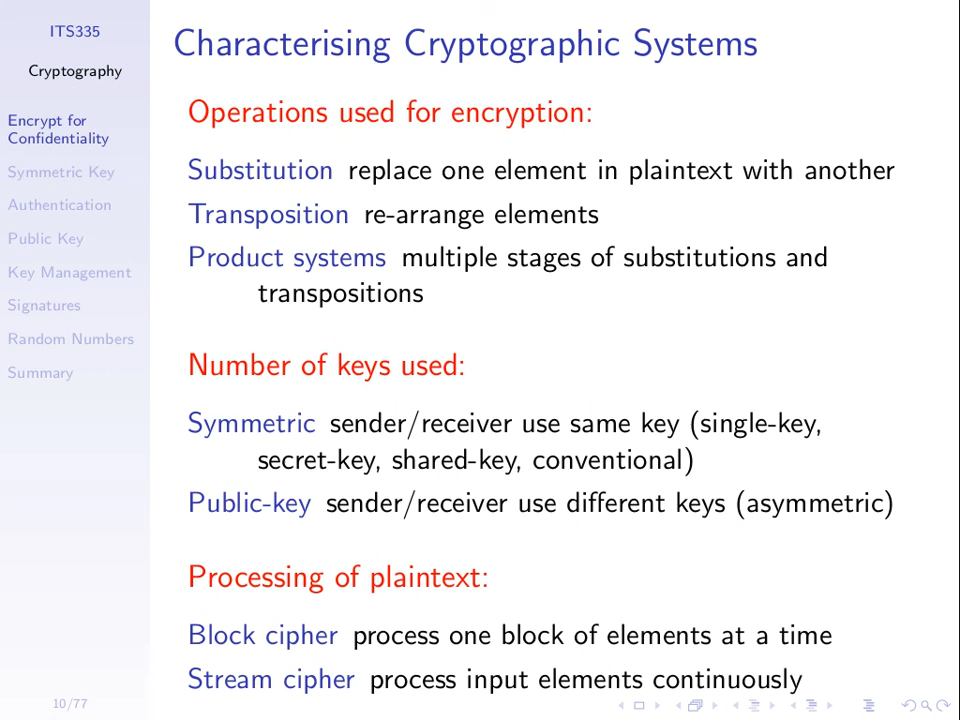 ITS335
Cryptography
Encrypt for
Confidentiality
Symmetric Key
Authentication
Public Key
Key Management
Signatures
Random Numbers
Summary
10/77
Characterising Cryptographic Systems
Operations used for encryption:
Substitution replace one element in plaintext with another
Transposition re-arrange elements
Product systems multiple stages of substitutions and
transpositions
Number of keys used:
Symmetric sender/receiver use same key (single-key,
secret-key, shared-key, conventional)
Public-key sender/receiver use different keys (asymmetric)
Processing of plaintext:
Block cipher process one block of elements at a time
Stream cipher process input elements continuously